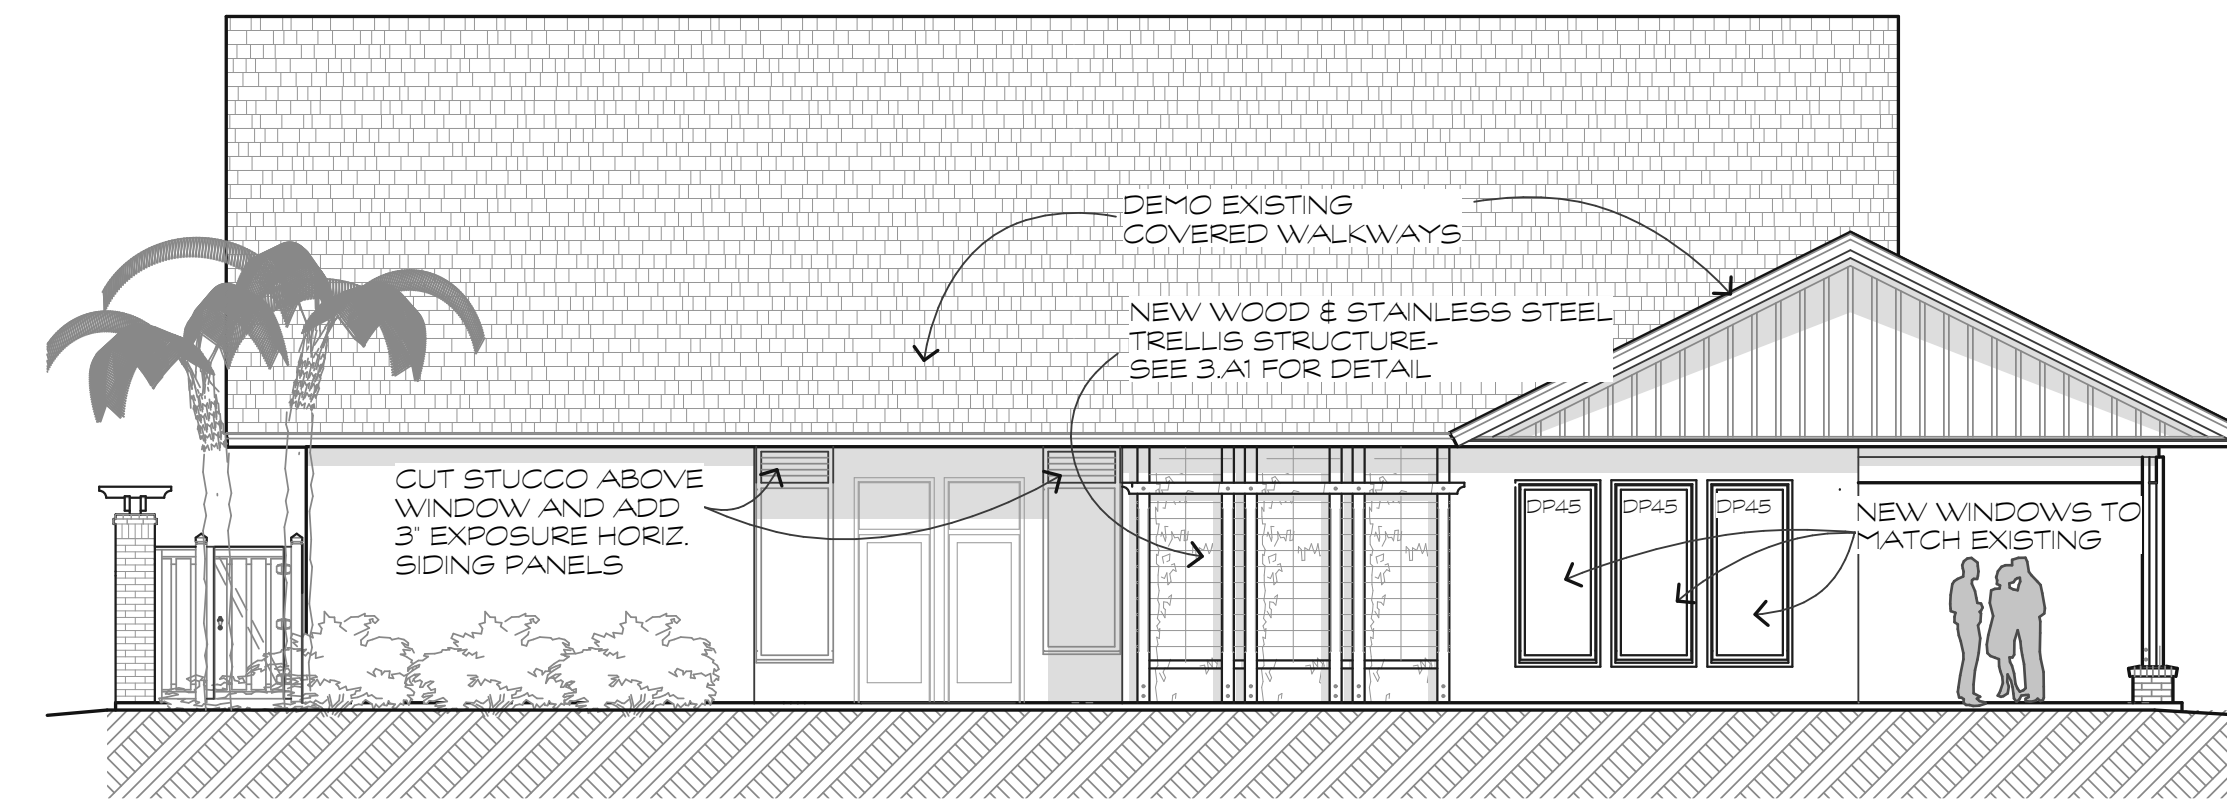 DEMO EXISTING
COVERED WALKWAYS
NEW WOOD & STAINLESS STEEL
TRELLIS STRUCTURE-
SEE 3.A1 FOR DETAIL
CUT STUCCO ABOVE
WINDOW AND ADD
3" EXPOSURE HORIZ.
SIDING PANELS
DP45 DP45 DP45
NEW WINDOWS TO
MATCH EXISTING